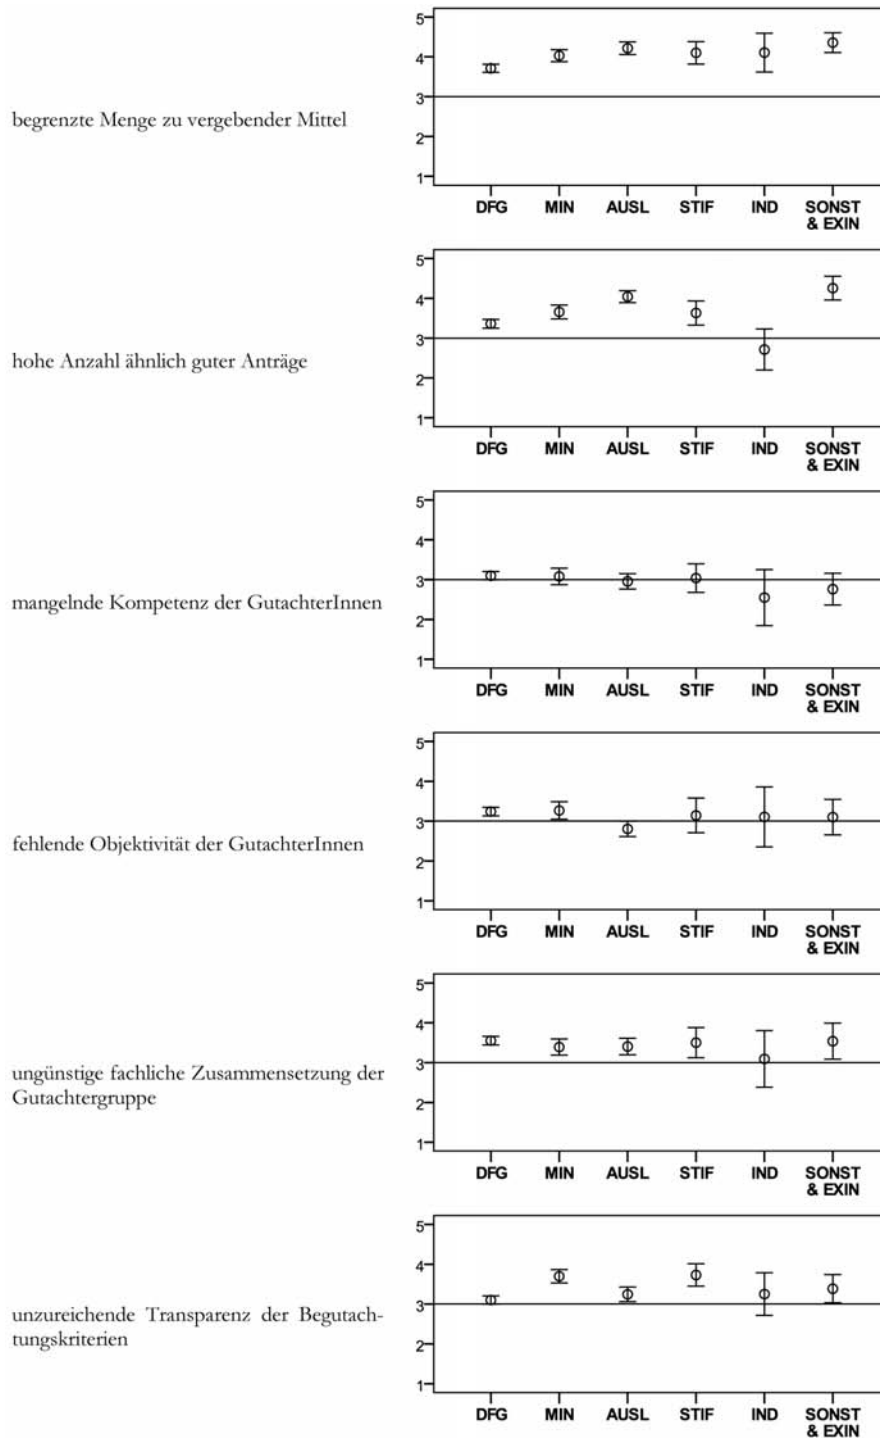 5
4
begrenzte Menge zu vergebender Mittel
3
2
1
DFG MIN AUSL STIF IND SONST
& EXIN
5
4
hohe Anzahl ähnlich guter Anträge
3
2
1
DFG MIN AUSL STIF IND SONST
& EXIN
5
4
mangelnde Kompetenz der GutachterInnen
3
2
1
DFG MIN AUSL STIF IND SONST
& EXIN
5
4
fehlende Objektivität der GutachterInnen
3
2
1
DFG MIN AUSL STIF IND SONST
& EXIN
5
4
ungünstige fachliche Zusammensetzung der
Gutachtergruppe
3
2
1
DFG MIN AUSL STIF IND SONST
& EXIN
5
4
unzureichende Transparenz der Begutach-
tungskriterien
3
2
1
DFG MIN AUSL STIF IND SONST
& EXIN